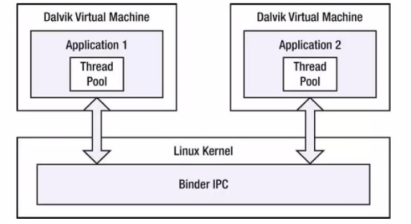 Dalvik Virtual Machine
Application 1
Thread
Pool
Dalvik Virtual Machine
Application 2
Thread
Pool
Linux Kernel
Binder IPC